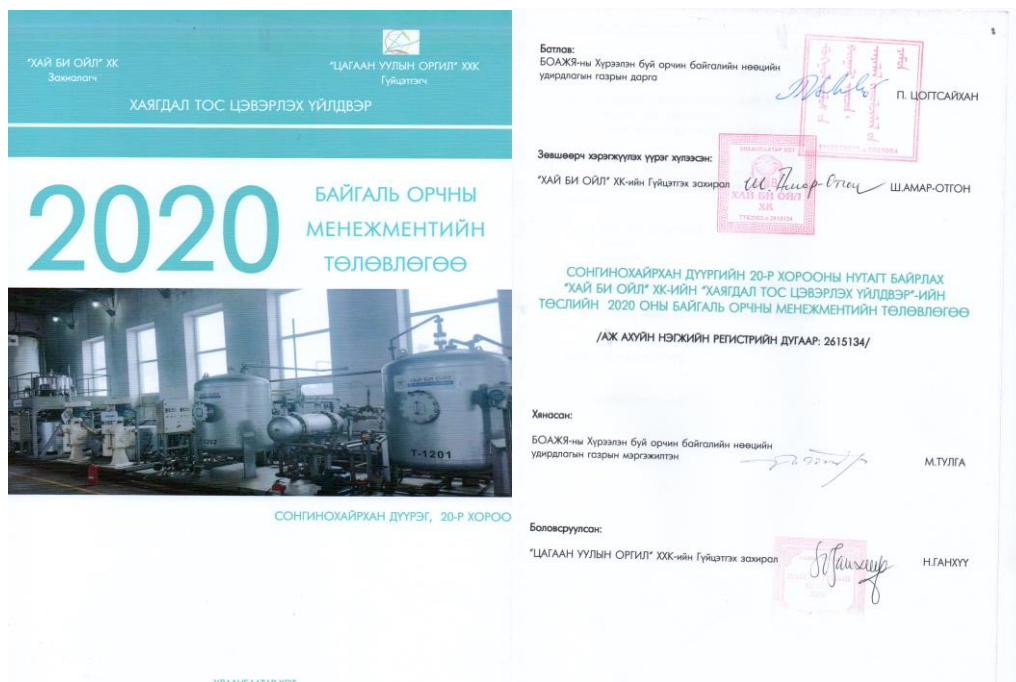 "ХАЙ БИ ОЙЛ" ХК
Захиалагч
"ЦАГААН УУЛЫН ОРГИЛ" ХХК
Гүйцэтгэгч
ХАЯГДАЛ ТОС ЦЭВЭРЛЭХ ҮЙЛДВЭР
2020
БАЙГАЛЬ ОРЧНЫ
МЕНЕЖМЕНТИЙН
ТӨЛӨВЛӨГӨӨ
T-1201
СОНГИНОХАЙРХАН ДҮҮРЭГ, 20-Р ХОРОО
Батлав:
БОАЖЯ-ны Хүрээлэн буй орчин байгалийн нөөцийн
удирдлагын газрын дарга
П. ЦОГТСАЙХАН
Зөвшөөрч хэрэгжүүлэх үүрэг хүлээсэн:
"ХАЙ БИ ОЙЛ" ХК-ийн Гүйцэтгэх захирал Ш.АМАР-ОТГОН
ХАЙ БИ ОЙЛ
ХК
СОНГИНОХАЙРХАН ДҮҮРГИЙН 20-Р ХОРООНЫ НУТАГТ БАЙРЛАХ
"ХАЙ БИ ОЙЛ" ХК-ИЙН "ХАЯГДАЛ ТОС ЦЭВЭРЛЭХ ҮЙЛДВЭР"-ИЙН
ТӨСЛИЙН 2020 ОНЫ БАЙГАЛЬ ОРЧНЫ МЕНЕЖМЕНТИЙН ТӨЛӨВЛӨГӨӨ
/АЖ АХУЙН НЭГЖИЙН РЕГИСТРИЙН ДУГААР: 2615134/
Хянасан:
БОАЖЯ-ны Хүрээлэн буй орчин байгалийн нөөцийн
удирдлагын газрын мэргэжилтэн
М.ТУЛГА
Боловсруулсан:
"ЦАГААН УУЛЫН ОРГИЛ" ХХК-ийн Гүйцэтгэх захирал
Н.ГАНХҮҮ